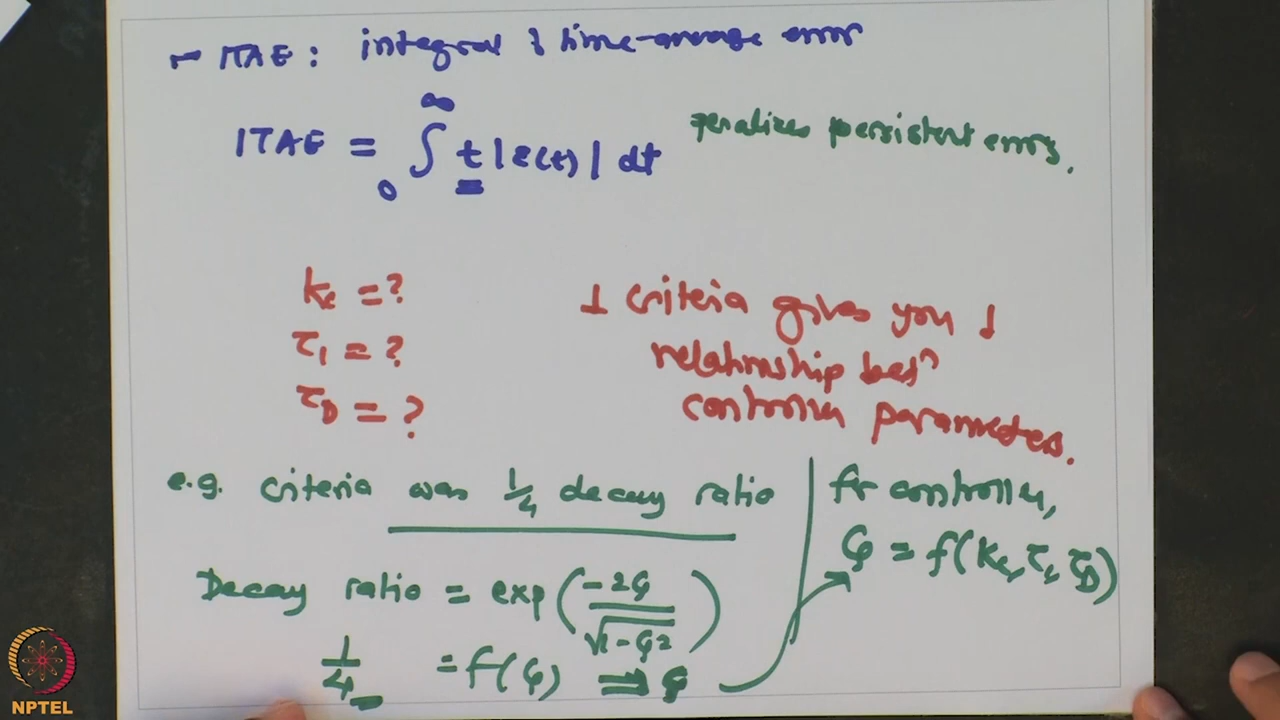 ITAE : integral & time-average error
ITAE = ∫₀^∞ t |ε(t)| dt
penalizes persistent errors.
kc = ?
τI = ?
τD = ?
1 criteria gives you 1
relationship betⁿ
controller parameters.
e.g. criteria was 1/4 decay ratio
Decay ratio = exp(-2ζ/√1-ζ2)
1/4 = f(ζ) ⇒ ζ
for controller,
ζ = f(kc, τI, τD)
NPTEL